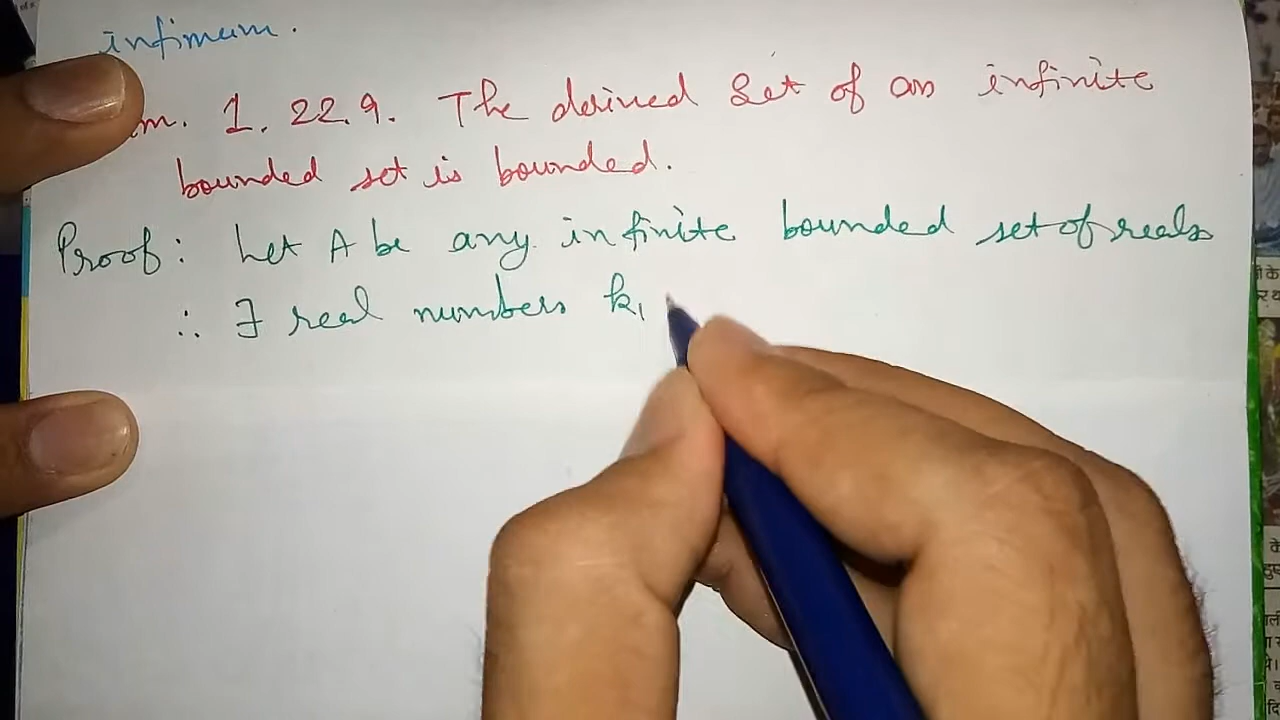 infimum.
m. 1.22.9. The derived Set of an infinite
bounded set is bounded.
Proof: Let A be any infinite bounded set of reals
∴ ∃ real numbers k₁